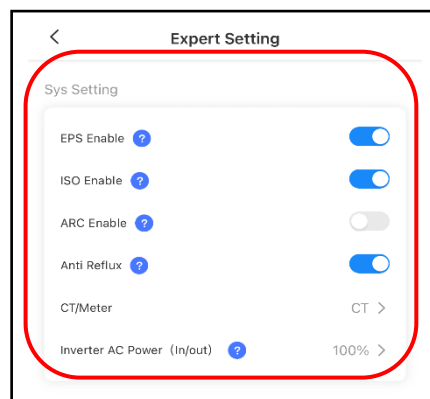 Expert Setting
Sys Setting
EPS Enable ?
ISO Enable ?
ARC Enable ?
Anti Reflux ?
CT/Meter CT
Inverter AC Power（In/out） ? 100%